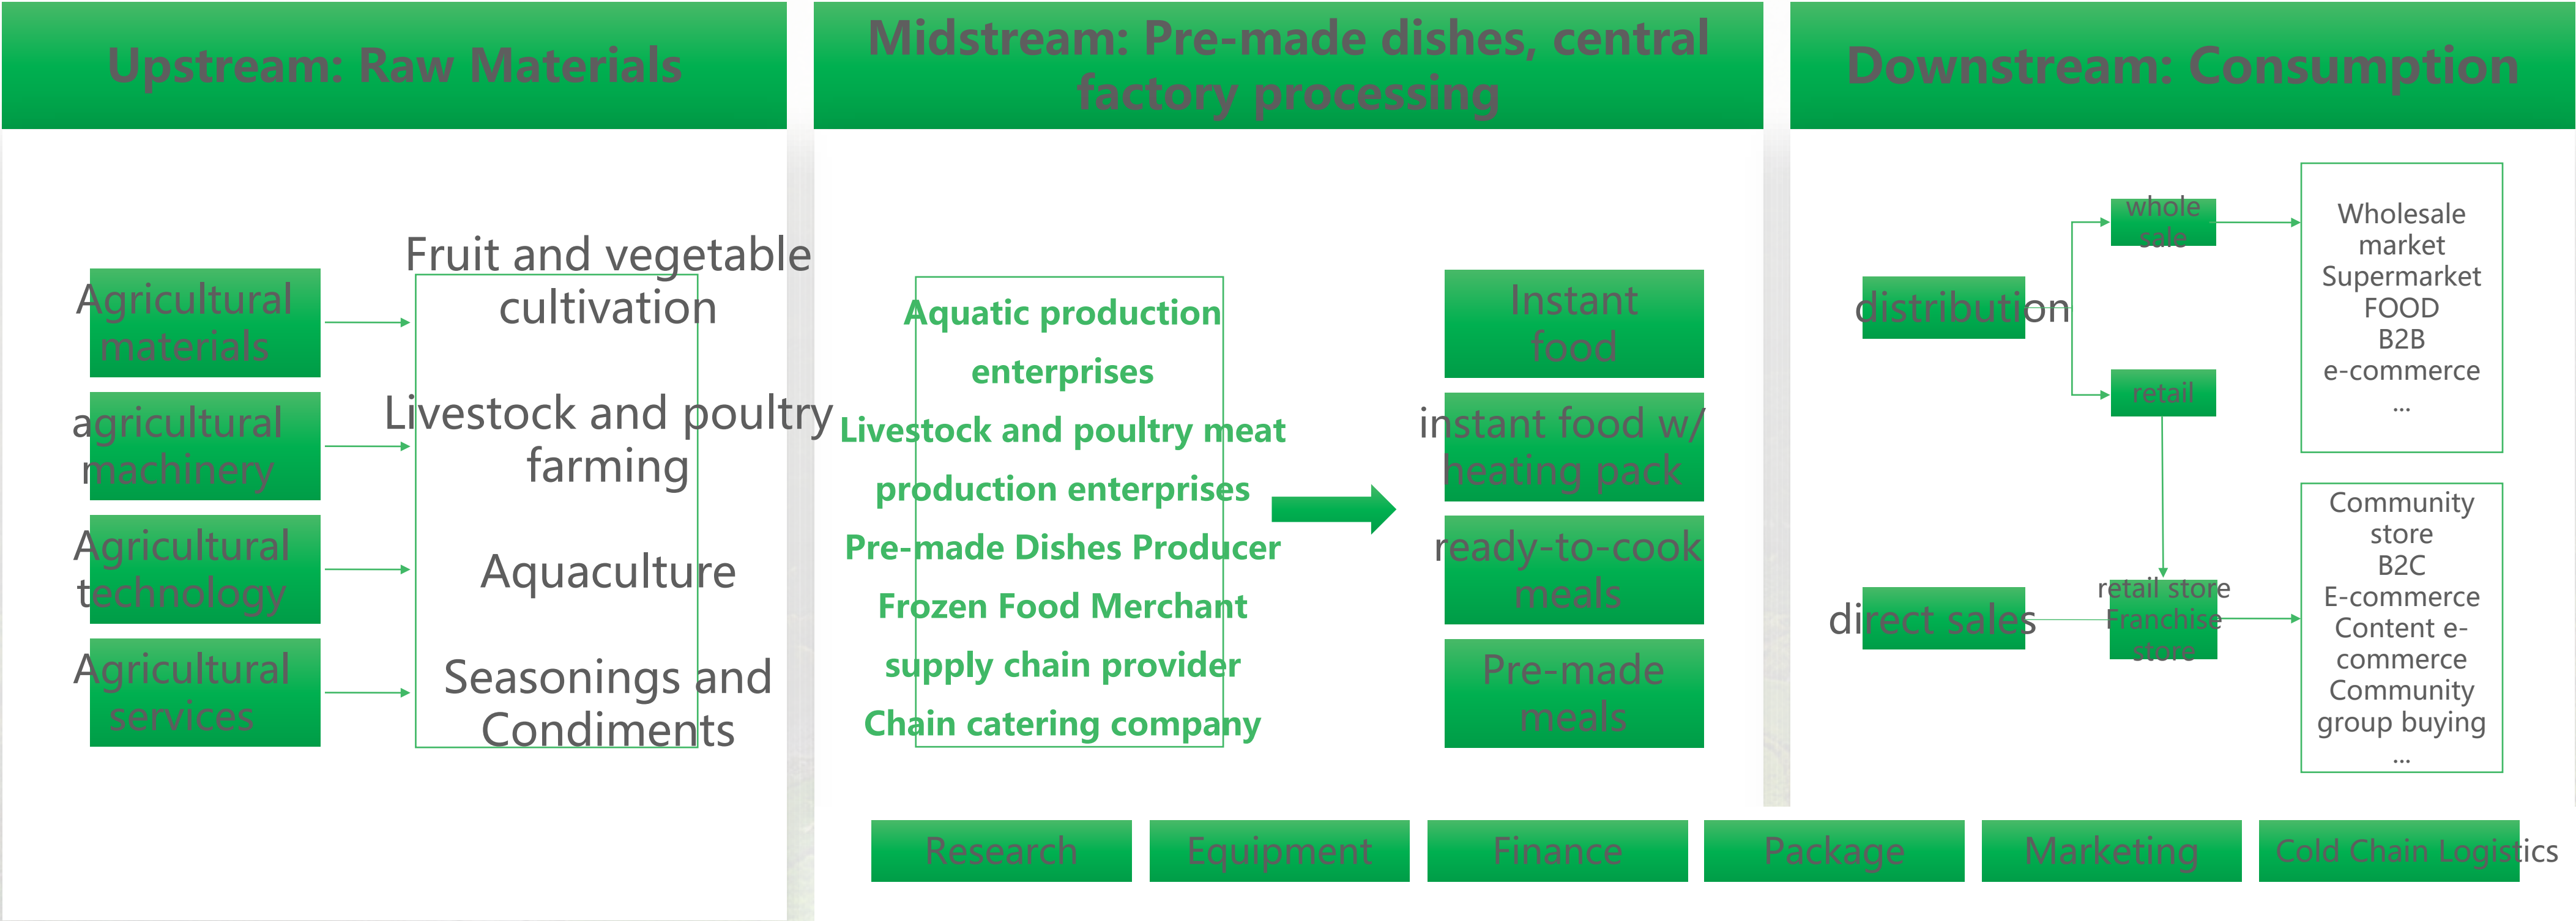 Upstream: Raw Materials
Midstream: Pre-made dishes, central
factory processing
Downstream: Consumption
Agricultural
materials
agricultural
machinery
Agricultural
technology
Agricultural
services
Fruit and vegetable
cultivation
Livestock and poultry
farming
Aquaculture
Seasonings and
Condiments
Aquatic production
enterprises
Livestock and poultry meat
production enterprises
Pre-made Dishes Producer
Frozen Food Merchant
supply chain provider
Chain catering company
Instant
food
instant food w/
heating pack
ready-to-cook
meals
Pre-made
meals
distribution
direct sales
whole
sale
retail
retail store
Franchise
store
Wholesale
market
Supermarket
FOOD
B2B
e-commerce
...
Community
store
B2C
E-commerce
Content e-
commerce
Community
group buying
...
Research
Equipment
Finance
Package
Marketing
Cold Chain Logistics